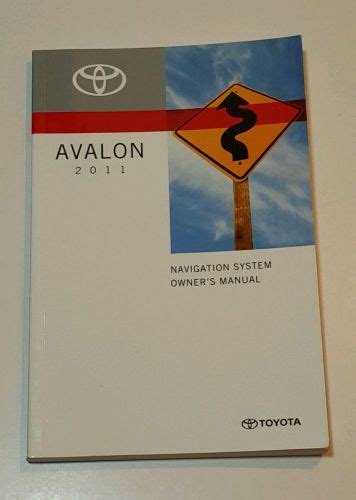 AVALON
2011
NAVIGATION SYSTEM
OWNER'S MANUAL
TOYOTA